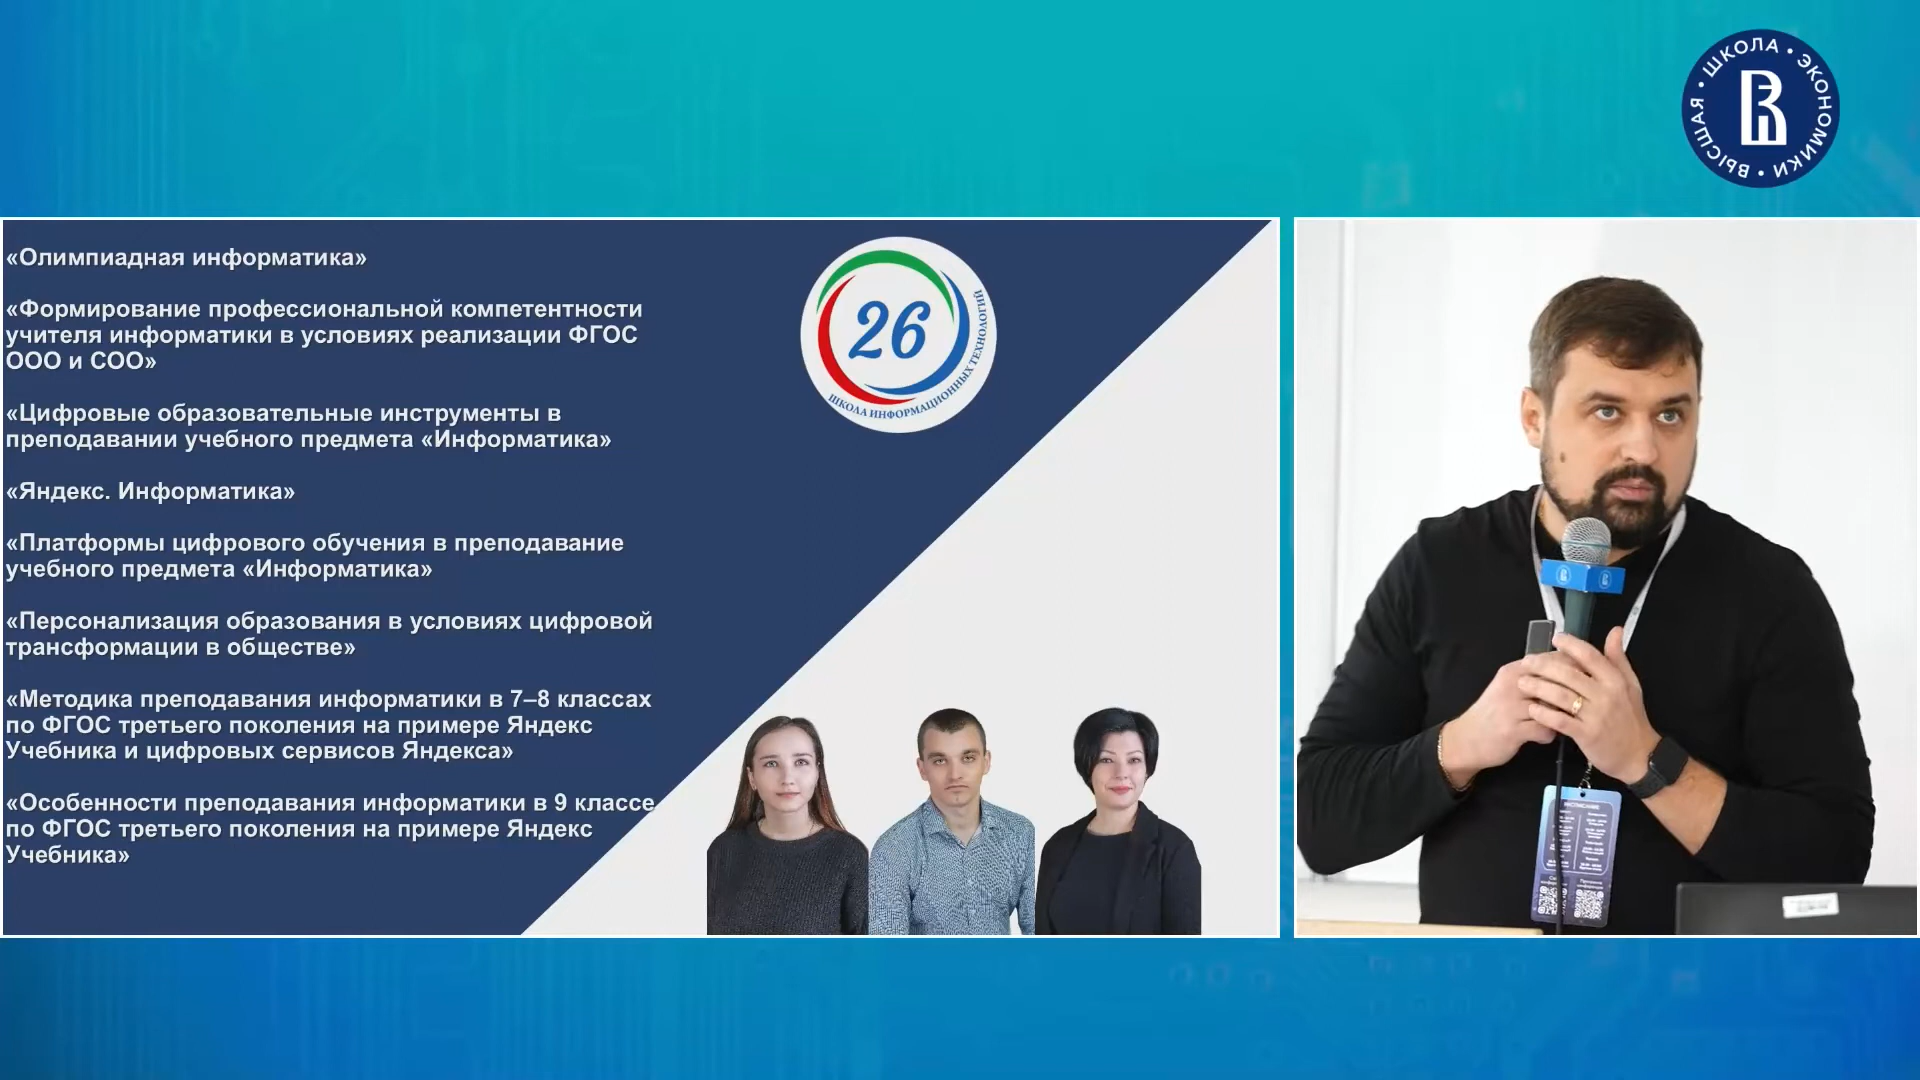 ВЫСШАЯ • ШКОЛА • ЭКОНОМИКИ •
«Олимпиадная информатика»
«Формирование профессиональной компетентности
учителя информатики в условиях реализации ФГОС
ООО и СОО»
«Цифровые образовательные инструменты в
преподавании учебного предмета «Информатика»
«Яндекс. Информатика»
«Платформы цифрового обучения в преподавание
учебного предмета «Информатика»
«Персонализация образования в условиях цифровой
трансформации в обществе»
«Методика преподавания информатики в 7–8 классах
по ФГОС третьего поколения на примере Яндекс
Учебника и цифровых сервисов Яндекса»
«Особенности преподавания информатики в 9 классе
по ФГОС третьего поколения на примере Яндекс
Учебника»
26
ШКОЛА ИНФОРМАЦИОННЫХ ТЕХНОЛОГИЙ
РАСПИСАНИЕ